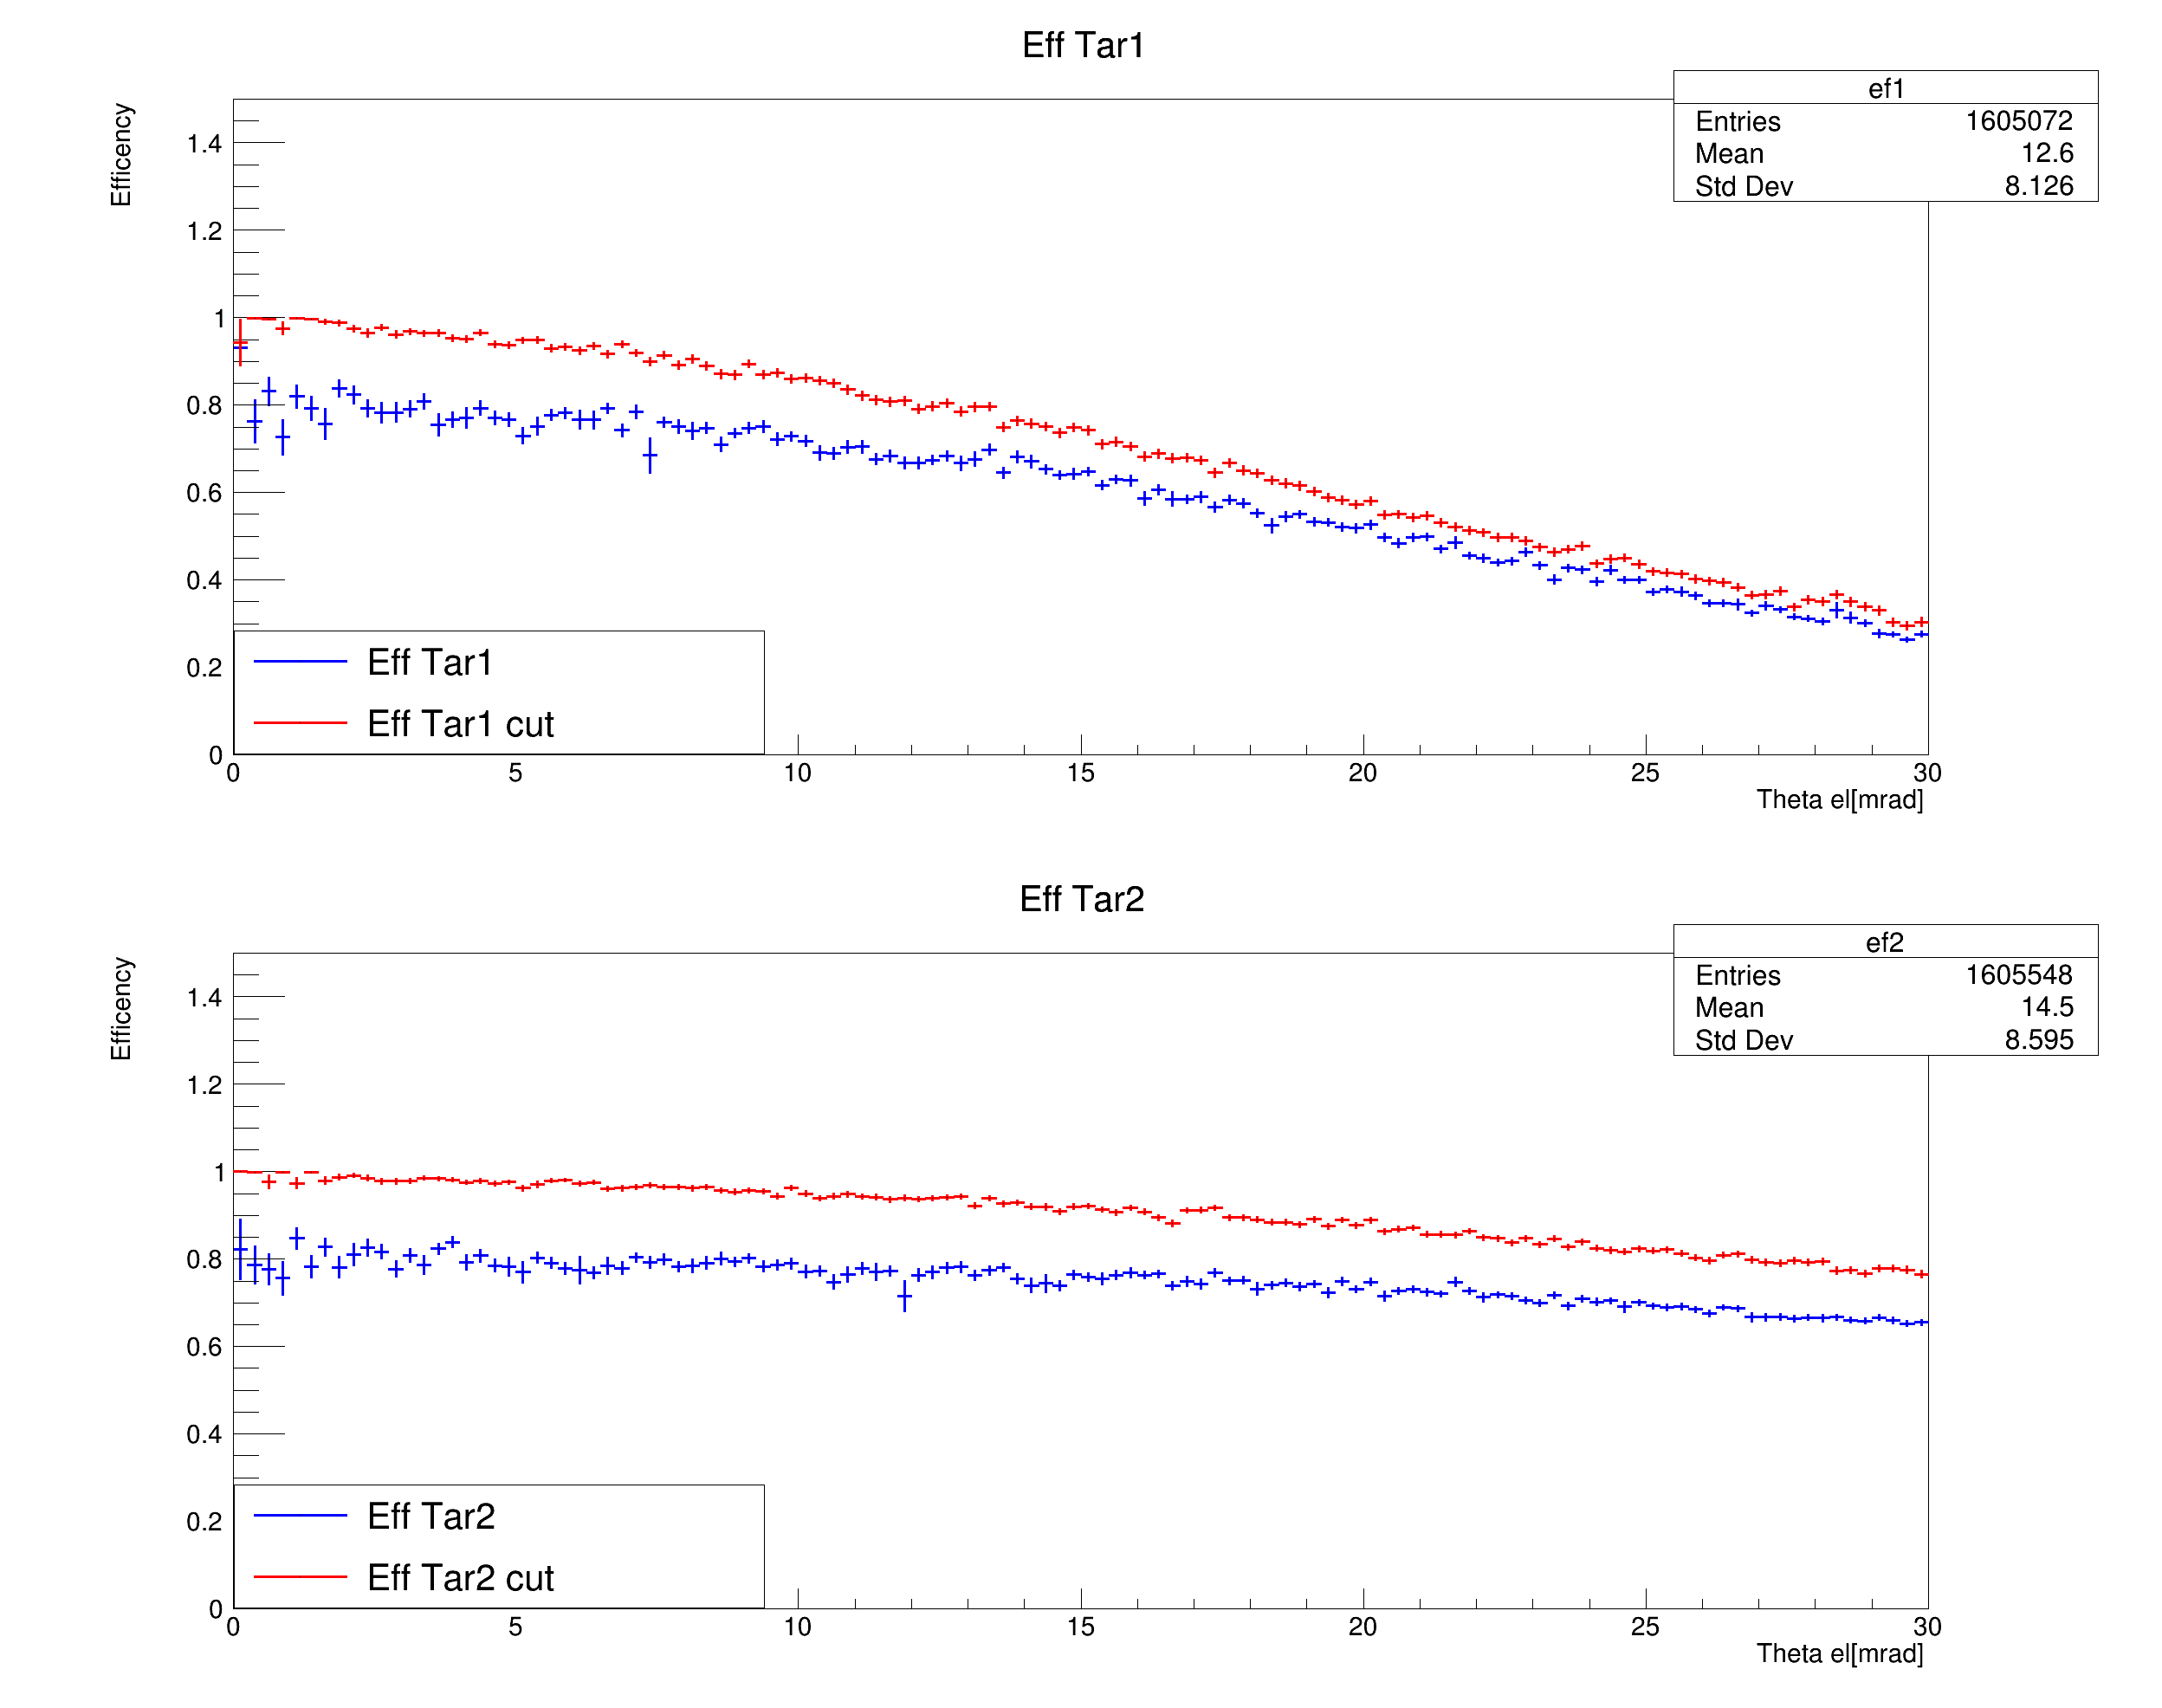 Eff Tar1
ef1
Entries 1605072
Mean 12.6
Std Dev 8.126
Efficency
1.4
1.2
1
0.8
0.6
0.4
0.2
0
Eff Tar1
Eff Tar1 cut
0 5 10 15 20 25 30
Theta el[mrad]
Eff Tar2
ef2
Entries 1605548
Mean 14.5
Std Dev 8.595
Efficency
1.4
1.2
1
0.8
0.6
0.4
0.2
0
Eff Tar2
Eff Tar2 cut
0 5 10 15 20 25 30
Theta el[mrad]